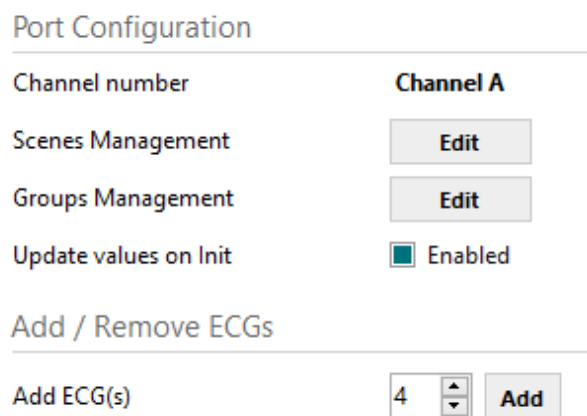 Port Configuration
Channel number Channel A
Scenes Management Edit
Groups Management Edit
Update values on Init Enabled
Add / Remove ECGs
Add ECG(s) 4 Add